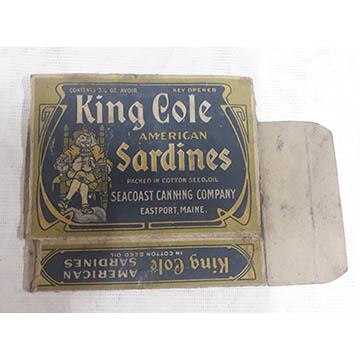 CONTENTS 3¼ OZ. AVOIR. KEY OPENER
King Cole
AMERICAN
Sardines
PACKED IN COTTON SEED OIL
SEACOAST CANNING COMPANY
EASTPORT, MAINE.
King Cole
AMERICAN
SARDINES
IN COTTON SEED OIL